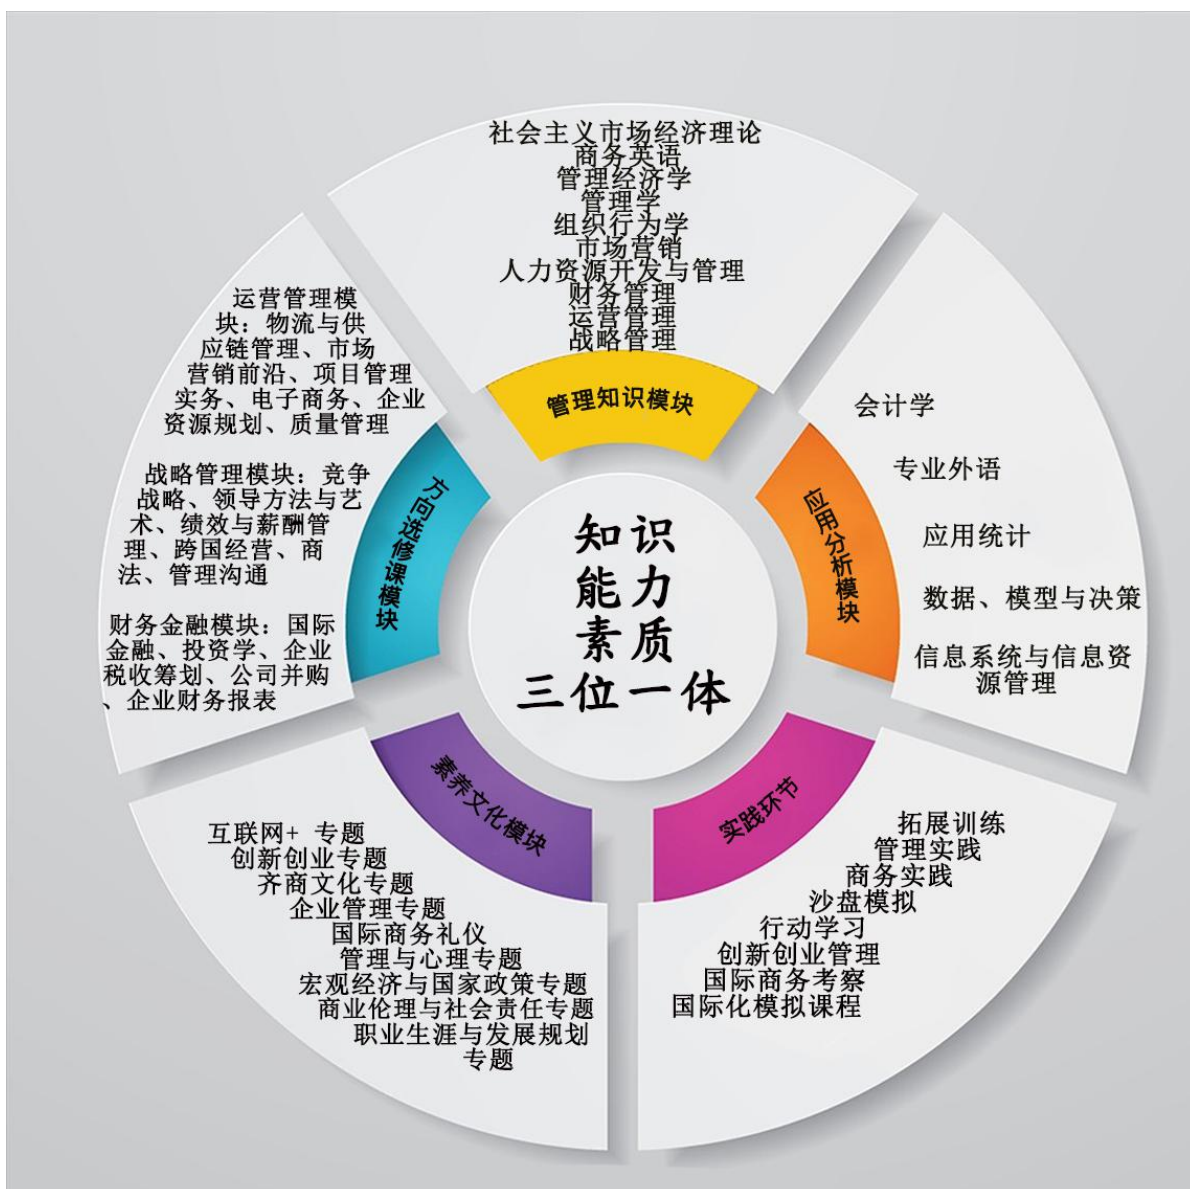 社会主义市场经济理论
商务英语
管理经济学
管理学
组织行为学
市场营销
人力资源开发与管理
财务管理
运营管理
战略管理
管理知识模块
会计学
专业外语
应用统计
数据、模型与决策
信息系统与信息资
源管理
应用分析模块
拓展训练
管理实践
商务实践
沙盘模拟
行动学习
创新创业管理
国际商务考察
国际化模拟课程
实践环节
互联网+ 专题
创新创业专题
齐商文化专题
企业管理专题
国际商务礼仪
管理与心理专题
宏观经济与国家政策专题
商业伦理与社会责任专题
职业生涯与发展规划
专题
素养文化模块
运营管理模
块：物流与供
应链管理、市场
营销前沿、项目管理
实务、电子商务、企业
资源规划、质量管理
战略管理模块：竞争
战略、领导方法与艺
术、绩效与薪酬管
理、跨国经营、商
法、管理沟通
财务金融模块：国际
金融、投资学、企业
税收筹划、公司并购
、企业财务报表
方向选修课模块
知识
能力
素质
三位一体